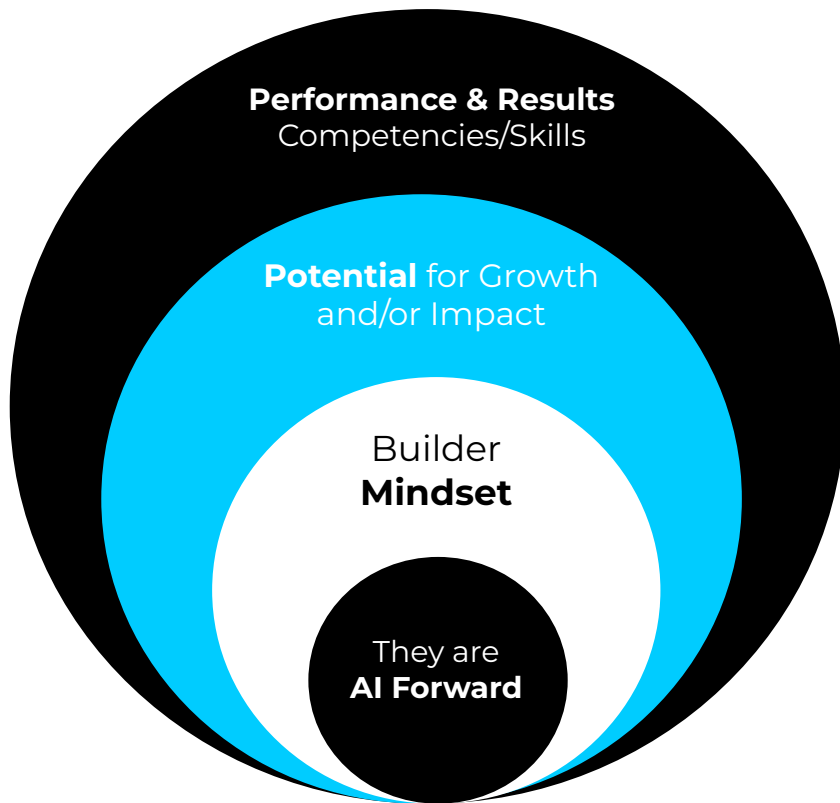 Performance & Results
Competencies/Skills
Potential for Growth
and/or Impact
Builder
Mindset
They are
AI Forward